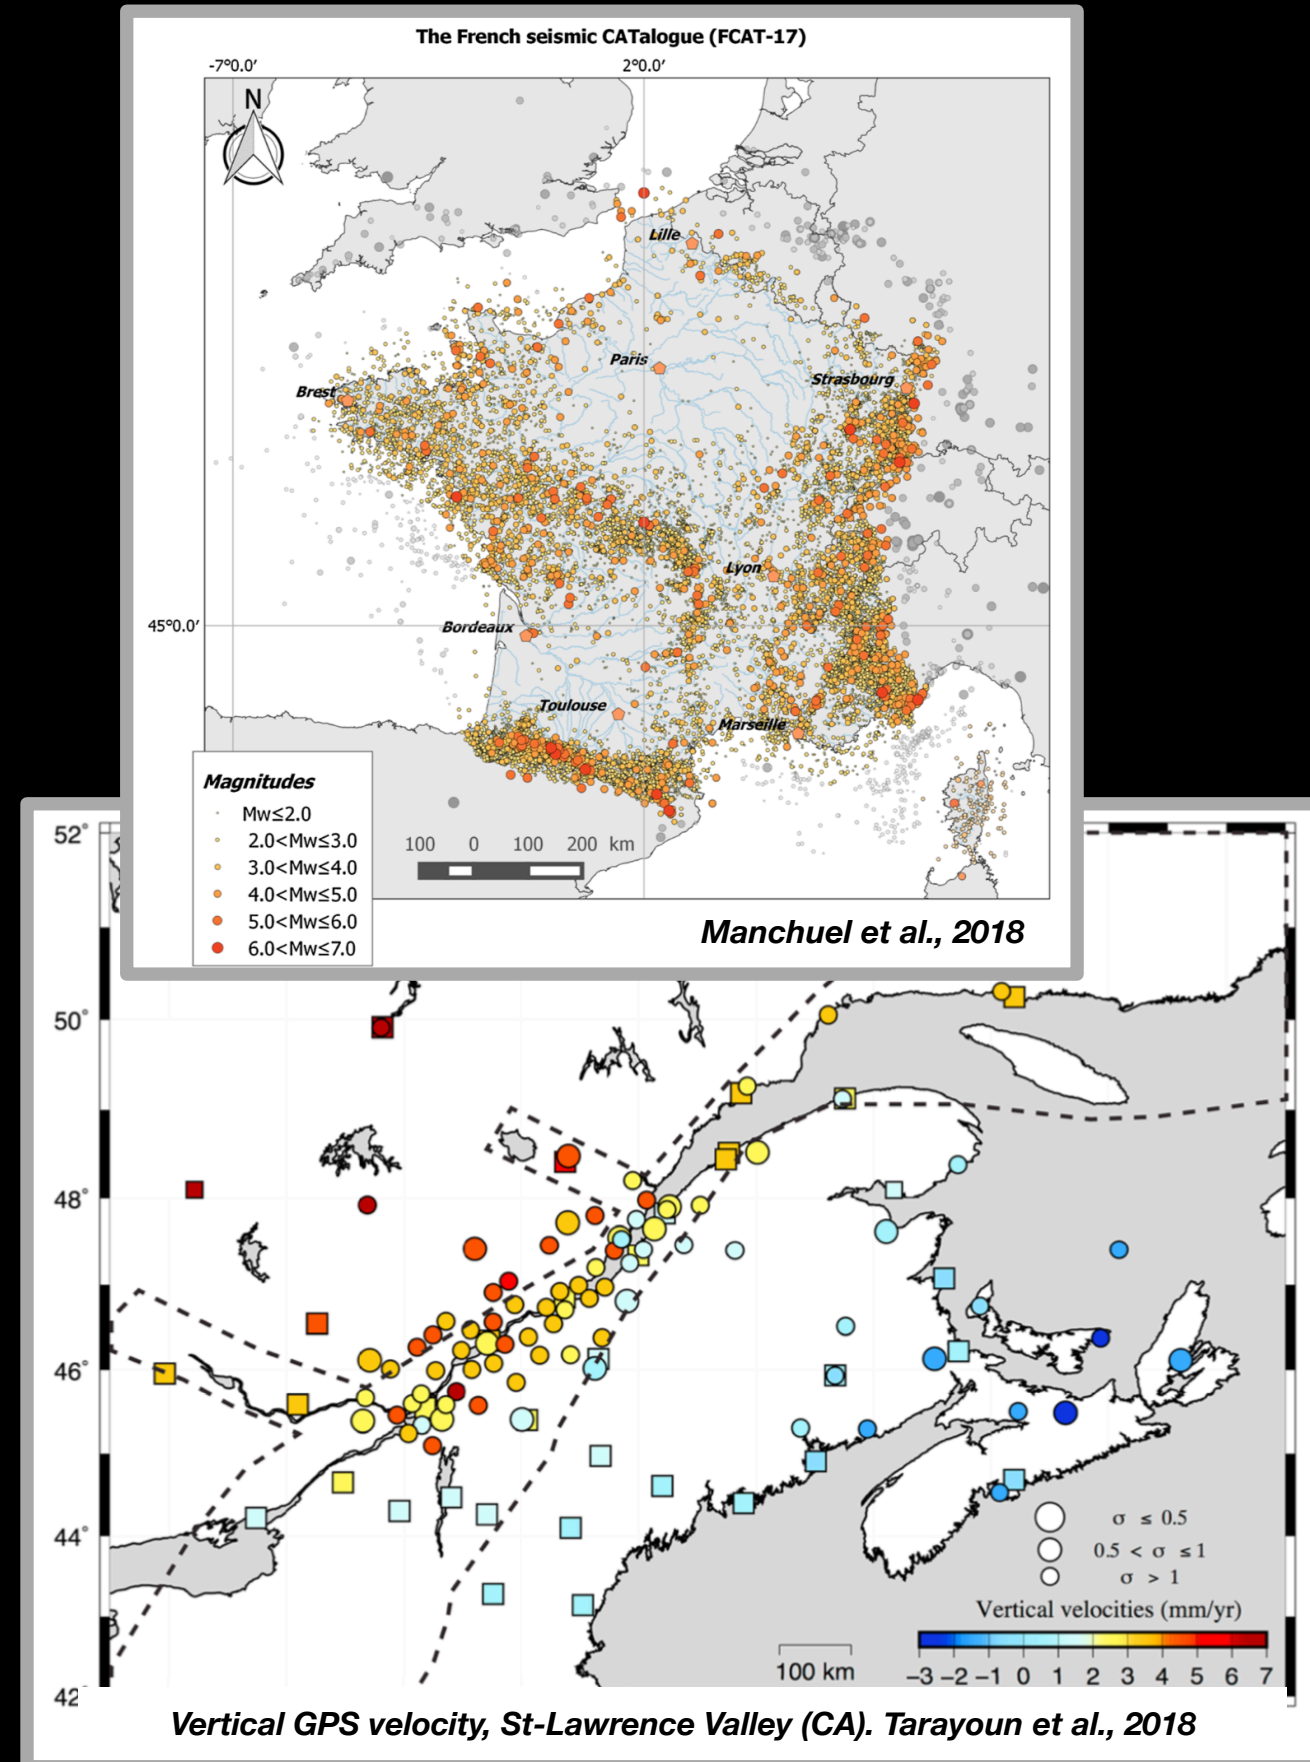 The French seismic CATalogue (FCAT-17)
-7°0.0′ 2°0.0′
N
Lille
Paris
Strasbourg
Brest
Lyon
45°0.0′
Bordeaux
Toulouse
Marseille
Magnitudes
Mw≤2.0
2.0<Mw≤3.0
3.0<Mw≤4.0
4.0<Mw≤5.0
5.0<Mw≤6.0
6.0<Mw≤7.0
100 0 100 200 km
Manchuel et al., 2018
52°
50°
48°
46°
44°
42
σ ≤ 0.5
0.5 < σ ≤1
σ > 1
Vertical velocities (mm/yr)
−3 −2 −1 0 1 2 3 4 5 6 7
100 km
Vertical GPS velocity, St-Lawrence Valley (CA). Tarayoun et al., 2018